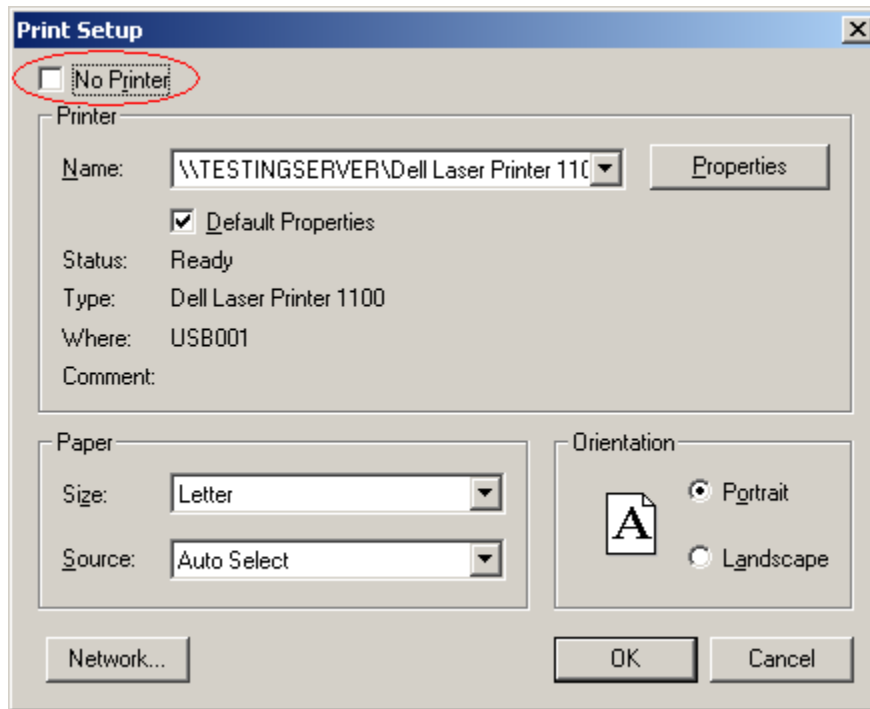 Print Setup
No Printer
Printer
Name: \\TESTINGSERVER\Dell Laser Printer 110 Properties
Default Properties
Status: Ready
Type: Dell Laser Printer 1100
Where: USB001
Comment:
Paper
Size: Letter
Source: Auto Select
Orientation
A
Portrait
Landscape
Network...
OK
Cancel